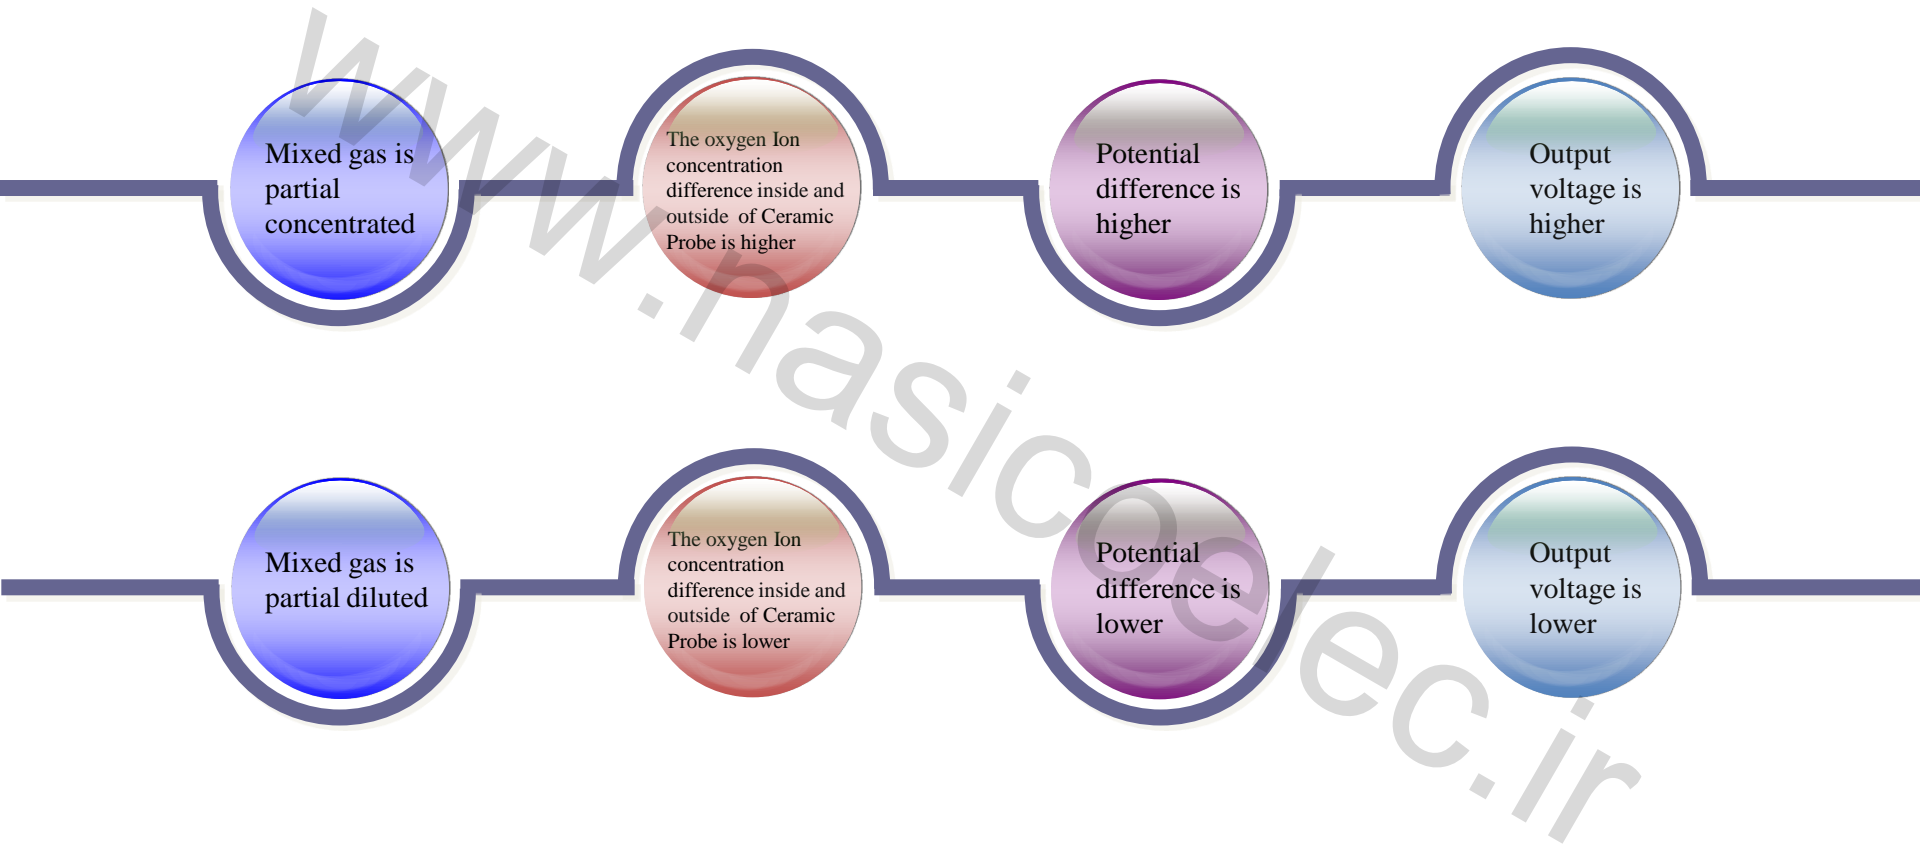 Mixed gas is
partial
concentrated
The oxygen Ion
concentration
difference inside and
outside of Ceramic
Probe is higher
Potential
difference is
higher
Output
voltage is
higher
Mixed gas is
partial diluted
The oxygen Ion
concentration
difference inside and
outside of Ceramic
Probe is lower
Potential
difference is
lower
Output
voltage is
lower
www.nasicoelec.ir